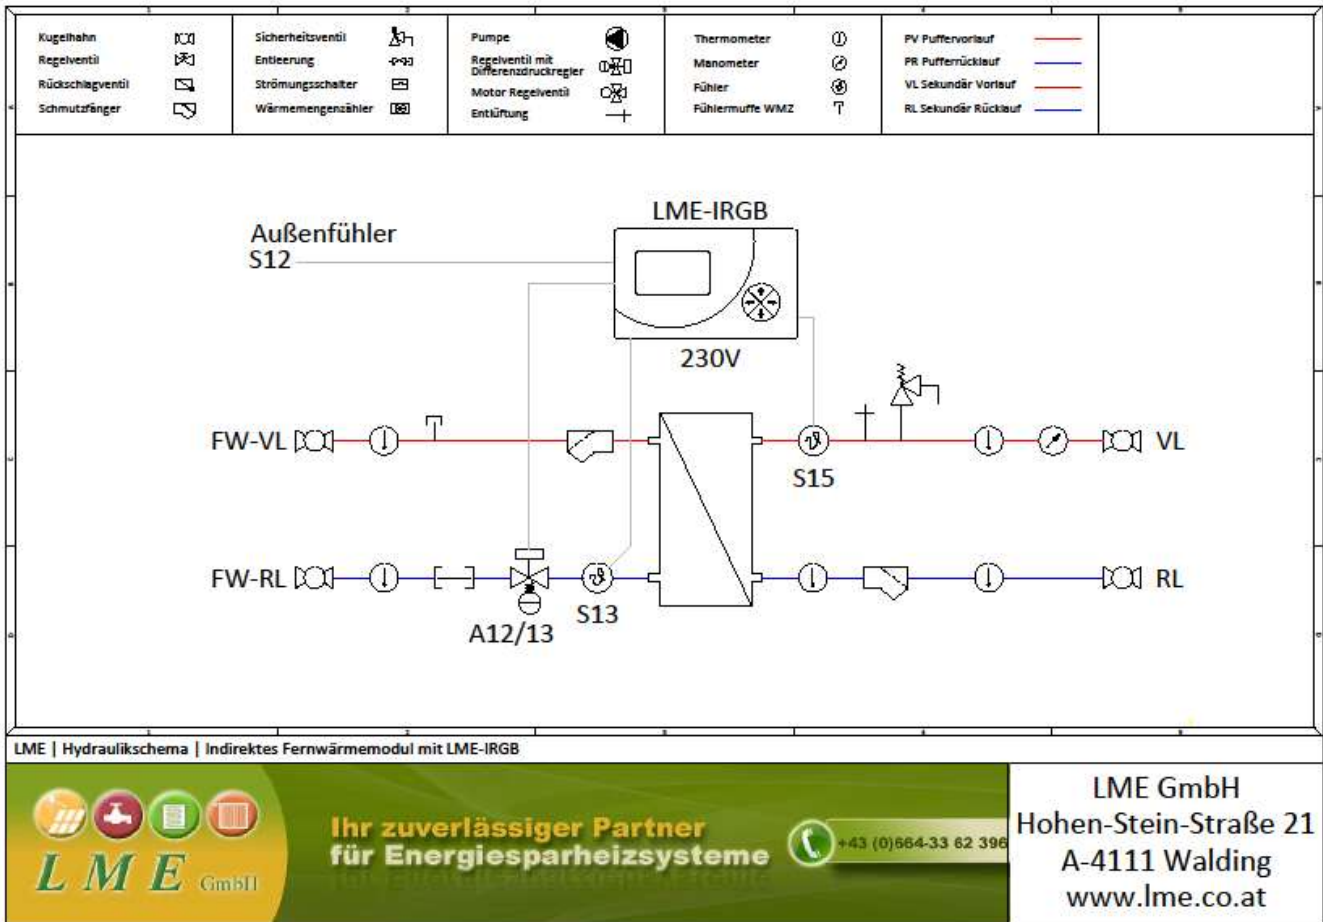 Kugelhahn
Regelventil
Rückschlagventil
Schmutzfänger
Sicherheitsventil
Entleerung
Strömungsschalter
Wärmemengenzähler
Pumpe
Regelventil mit
Differenzdruckregler
Motor Regelventil
Entlüftung
Thermometer
Manometer
Fühler
Fühlermuffe WMZ
PV Puffervorlauf
PR Pufferrücklauf
VL Sekundär Vorlauf
RL Sekundär Rücklauf
LME-IRGB
Außenfühler
S12
230V
FW-VL
VL
S15
FW-RL
RL
S13
A12/13
LME | Hydraulikschema | Indirektes Fernwärmemodul mit LME-IRGB
LME GmbH
Ihr zuverlässiger Partner
für Energiesparheizsysteme
+43 (0)664-33 62 396
LME GmbH
Hohen-Stein-Straße 21
A-4111 Walding
www.lme.co.at